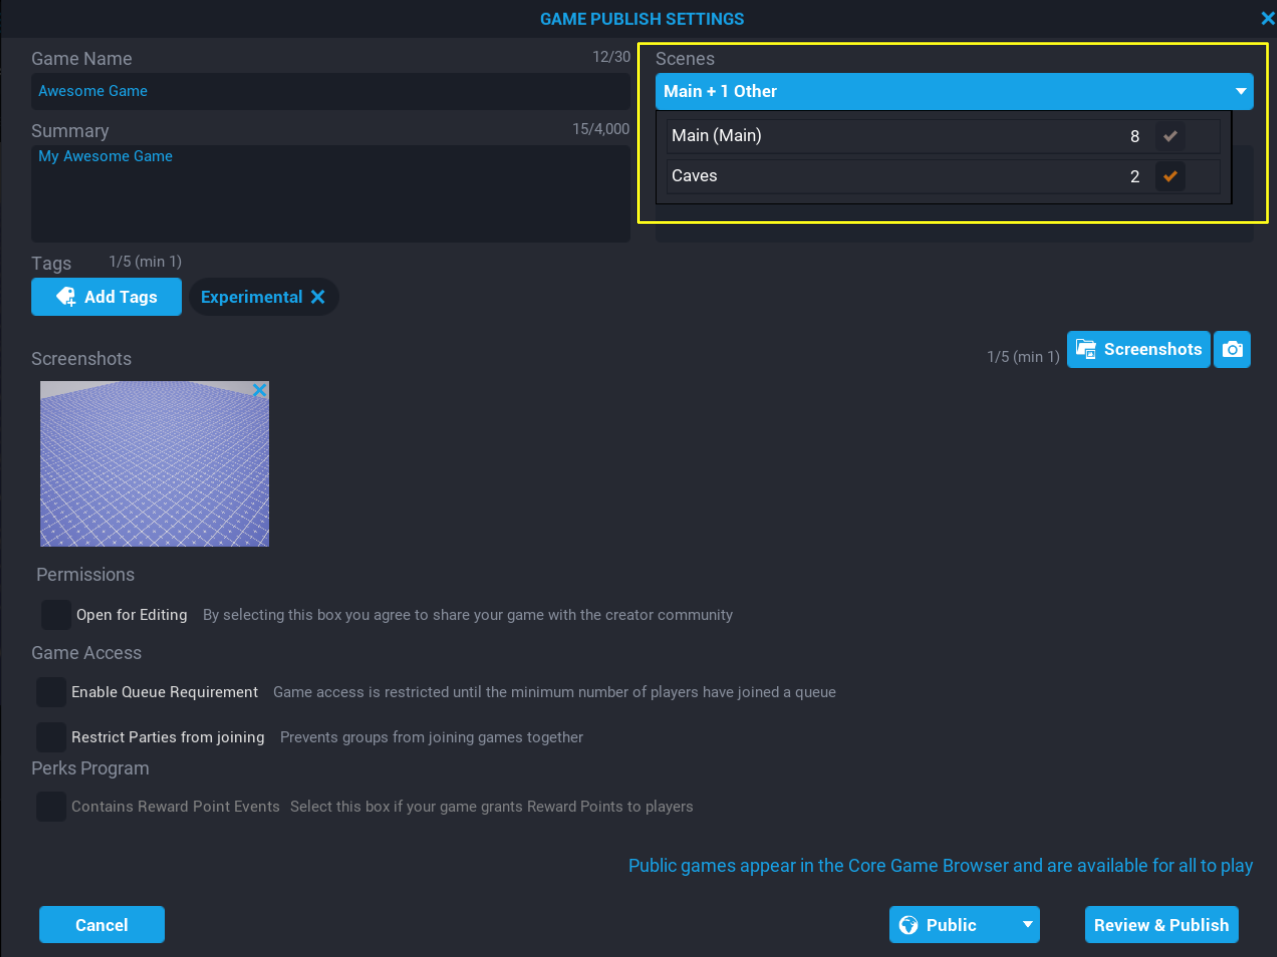 GAME PUBLISH SETTINGS
Game Name 12/30
Awesome Game
Summary 15/4,000
My Awesome Game
Scenes
Main + 1 Other
Main (Main) 8
Caves 2
Tags 1/5 (min 1)
Add Tags Experimental
Screenshots 1/5 (min 1) Screenshots
Permissions
Open for Editing By selecting this box you agree to share your game with the creator community
Game Access
Enable Queue Requirement Game access is restricted until the minimum number of players have joined a queue
Restrict Parties from joining Prevents groups from joining games together
Perks Program
Contains Reward Point Events Select this box if your game grants Reward Points to players
Public games appear in the Core Game Browser and are available for all to play
Cancel Public Review & Publish